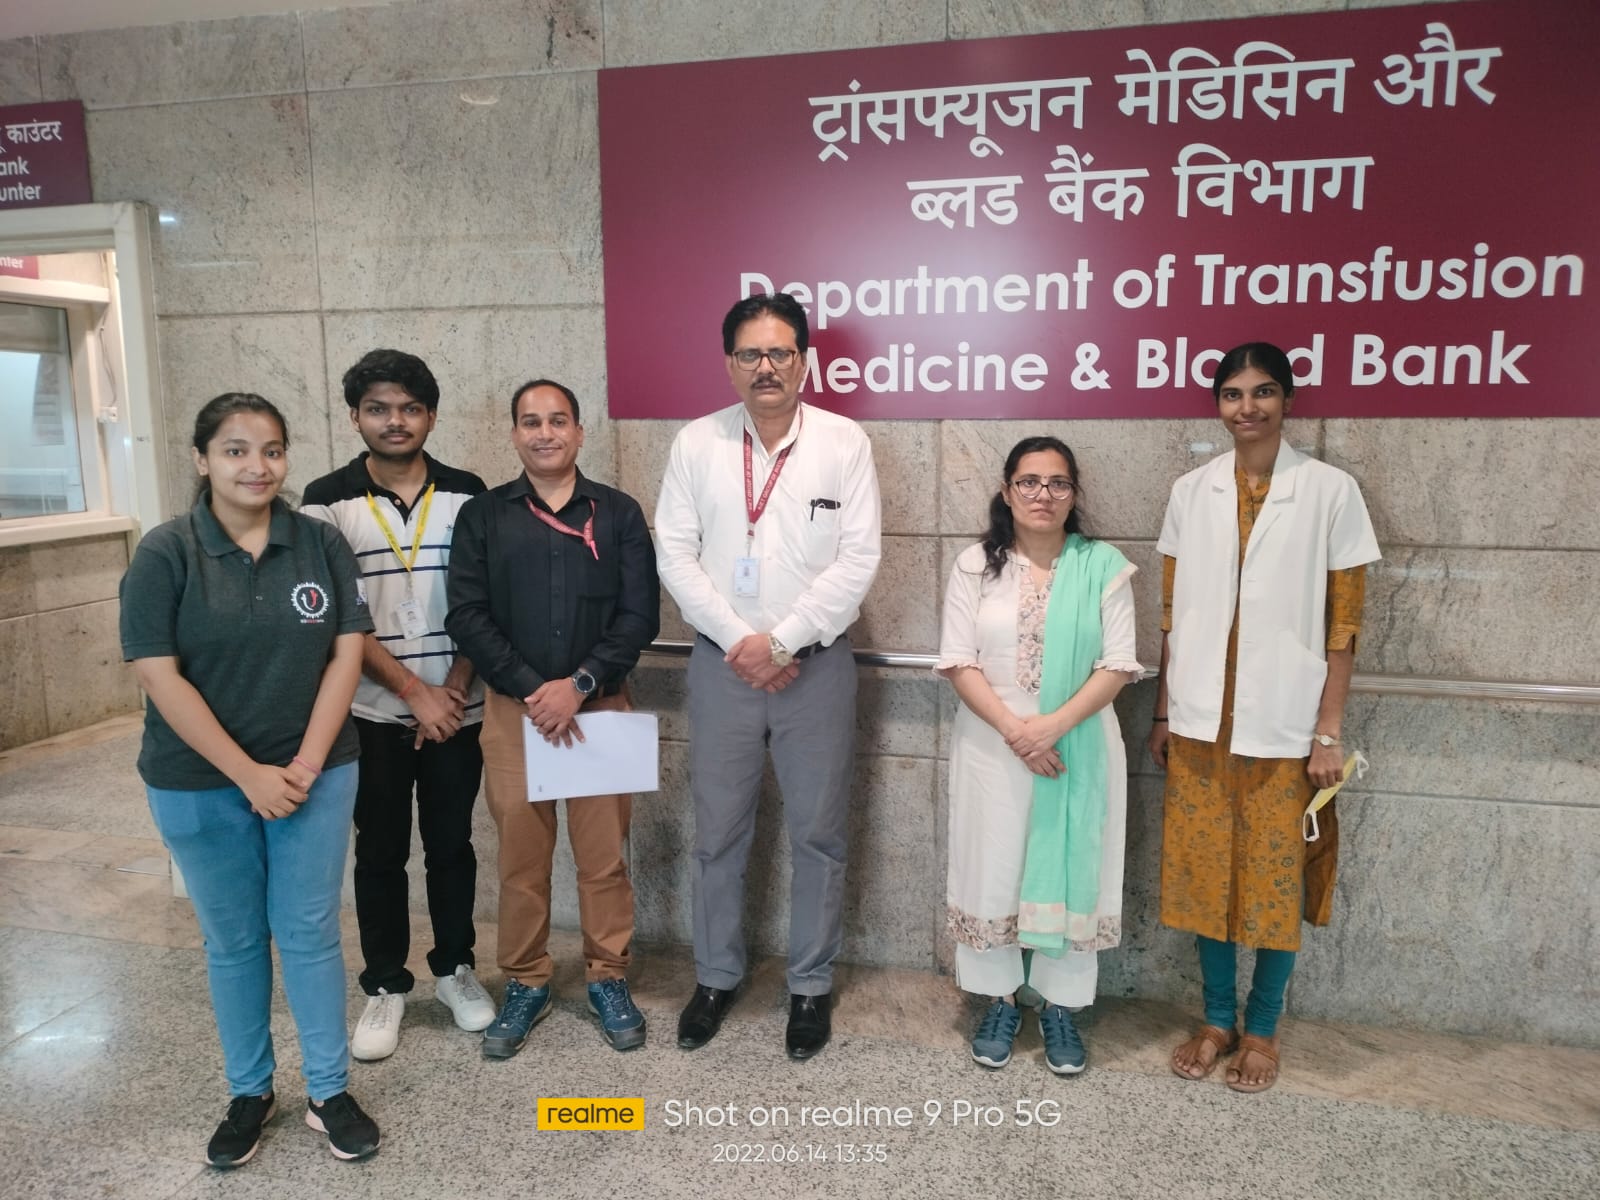 ू काउंटर
ank
unter
nter
ट्रांसफ्यूजन मेडिसिन और
ब्लड बैंक विभाग
Department of Transfusion
Medicine & Blood Bank
realme Shot on realme 9 Pro 5G
2022.06.14 13:35